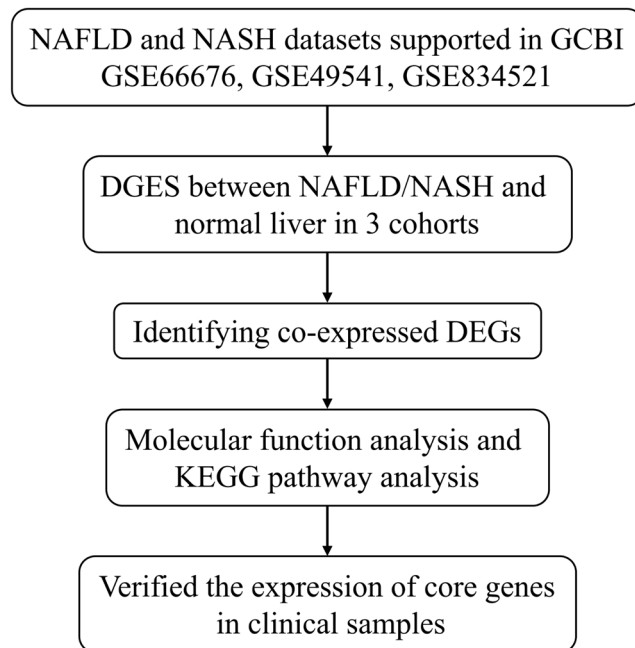 NAFLD and NASH datasets supported in GCBI
GSE66676, GSE49541, GSE834521
DGES between NAFLD/NASH and
normal liver in 3 cohorts
Identifying co-expressed DEGs
Molecular function analysis and
KEGG pathway analysis
Verified the expression of core genes
in clinical samples